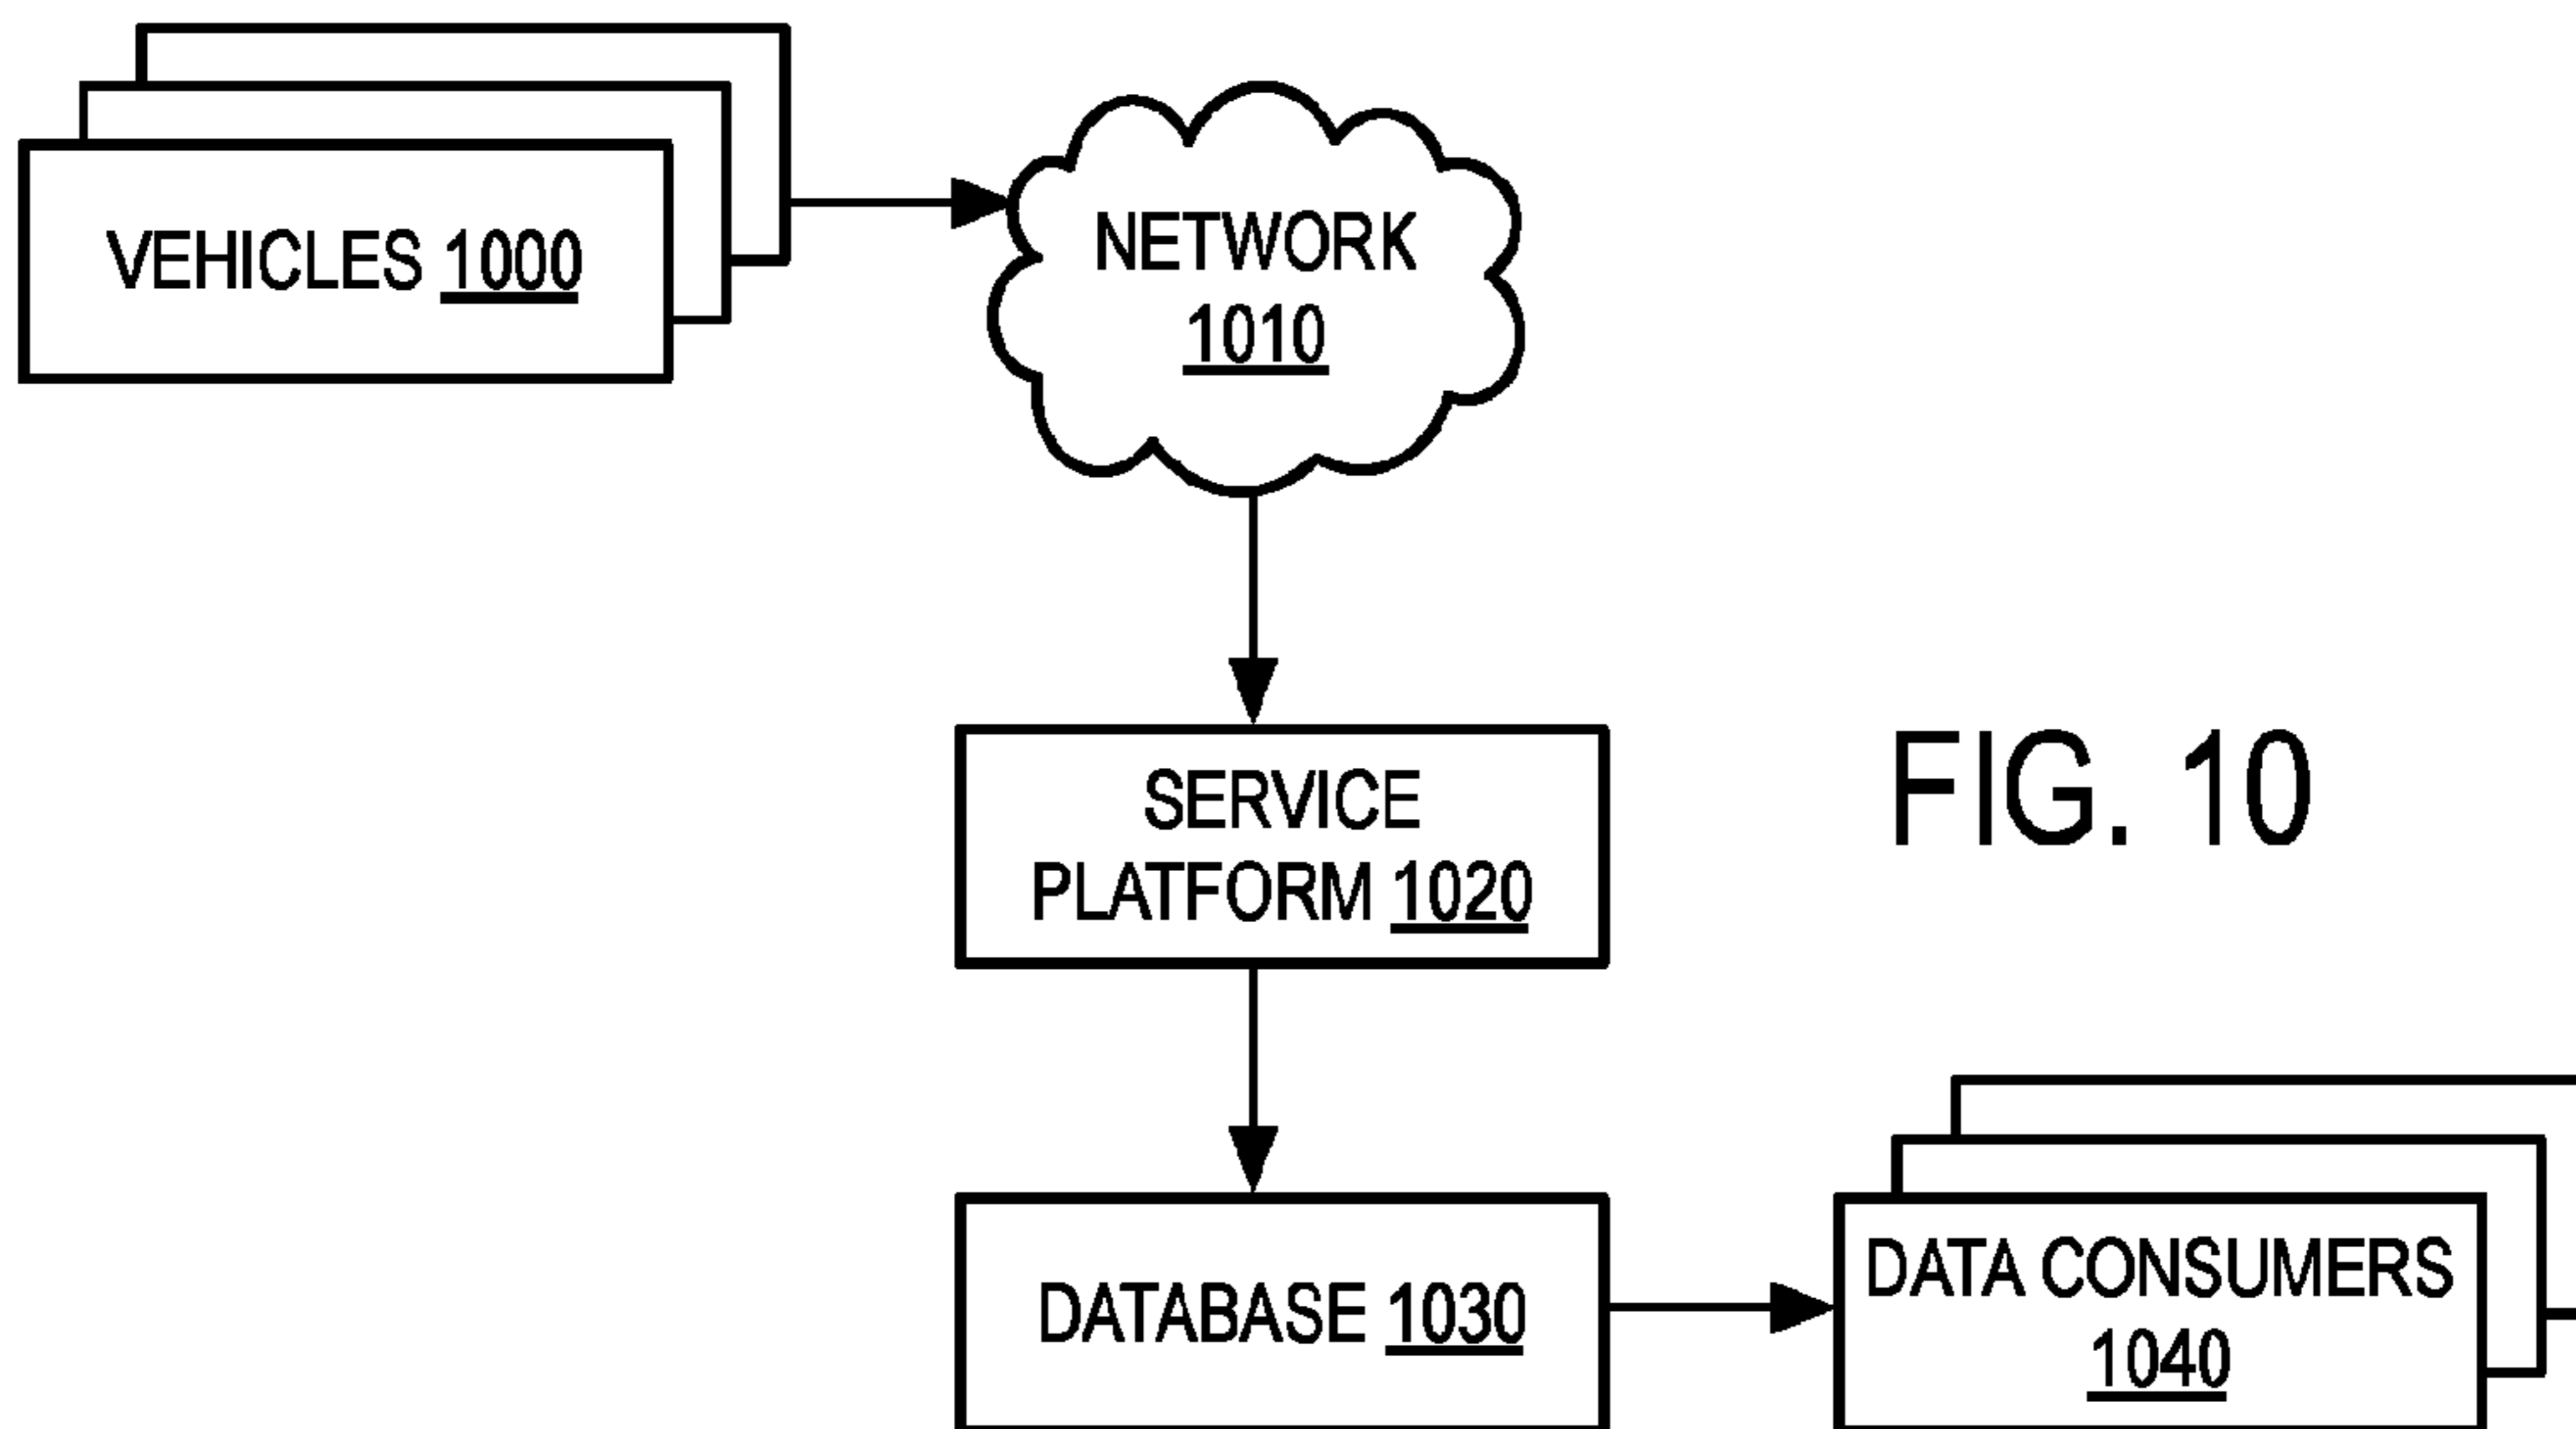 VEHICLES 1000
NETWORK
1010
SERVICE
PLATFORM 1020
FIG. 10
DATABASE 1030
DATA CONSUMERS
1040